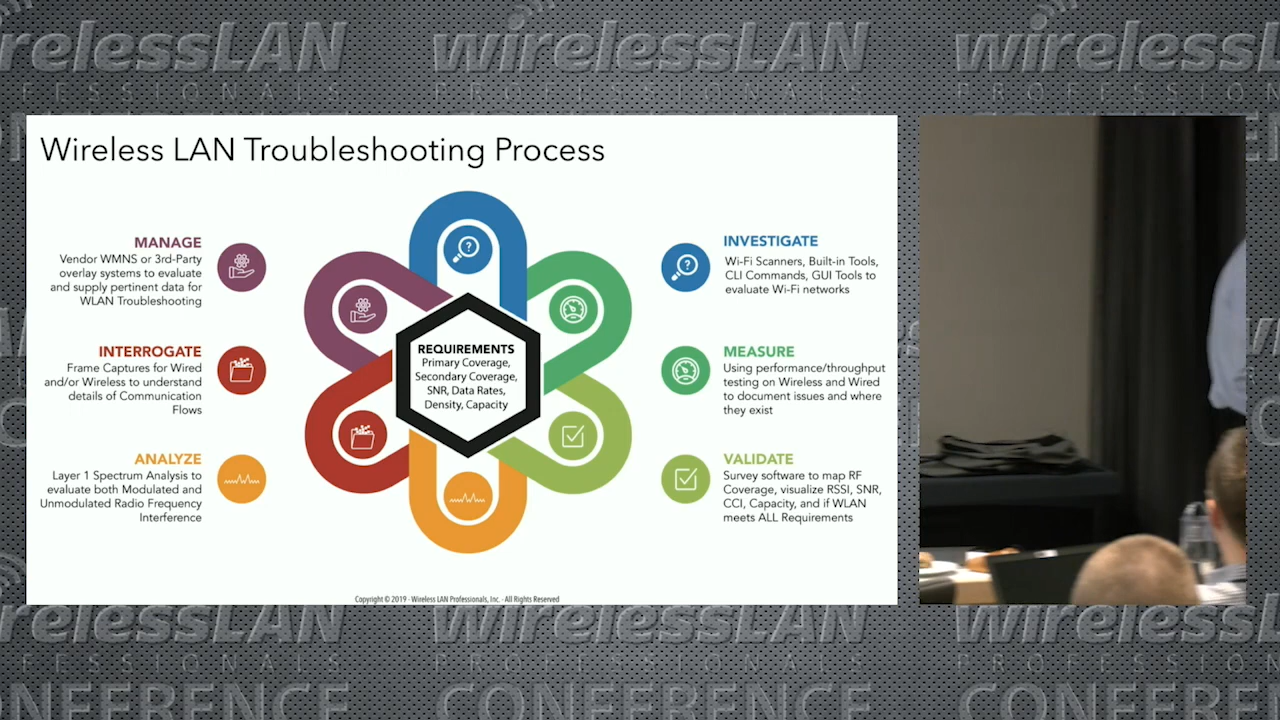 wirelessLAN
PROFESSIONALS
Wireless LAN Troubleshooting Process
MANAGE
Vendor WMNS or 3rd-Party
overlay systems to evaluate
and supply pertinent data for
WLAN Troubleshooting
INTERROGATE
Frame Captures for Wired
and/or Wireless to understand
details of Communication
Flows
ANALYZE
Layer 1 Spectrum Analysis to
evaluate both Modulated and
Unmodulated Radio Frequency
Interference
REQUIREMENTS
Primary Coverage,
Secondary Coverage,
SNR, Data Rates,
Density, Capacity
INVESTIGATE
Wi-Fi Scanners, Built-in Tools,
CLI Commands, GUI Tools to
evaluate Wi-Fi networks
MEASURE
Using performance/throughput
testing on Wireless and Wired
to document issues and where
they exist
VALIDATE
Survey software to map RF
Coverage, visualize RSSI, SNR,
CCI, Capacity, and if WLAN
meets ALL Requirements
Copyright © 2019 - Wireless LAN Professionals, Inc. - All Rights Reserved
wirelessLAN
PROFESSIONALS
CONFERENCE